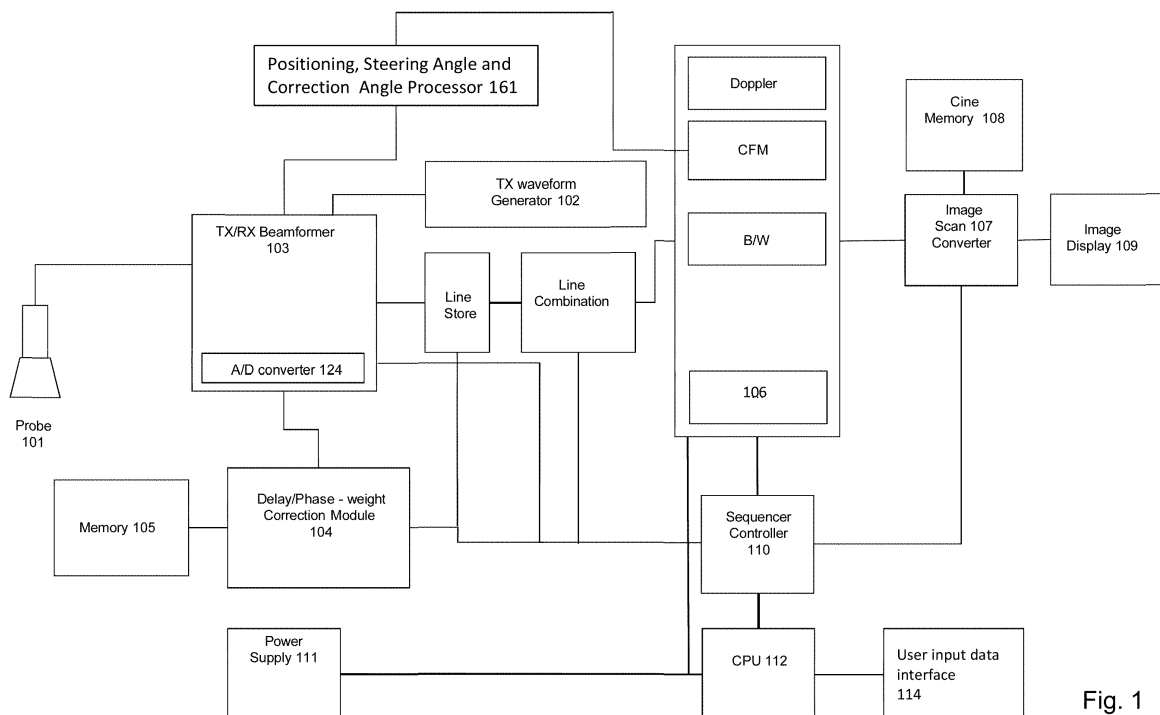 Positioning, Steering Angle and
Correction Angle Processor 161
Doppler
CFM
B/W
106
Cine
Memory 108
TX waveform
Generator 102
TX/RX Beamformer
103
A/D converter 124
Line
Store
Line
Combination
Image
Scan 107
Converter
Image
Display 109
Probe
101
Memory 105
Delay/Phase - weight
Correction Module
104
Sequencer
Controller
110
Power
Supply 111
CPU 112
User input data
interface
114
Fig. 1